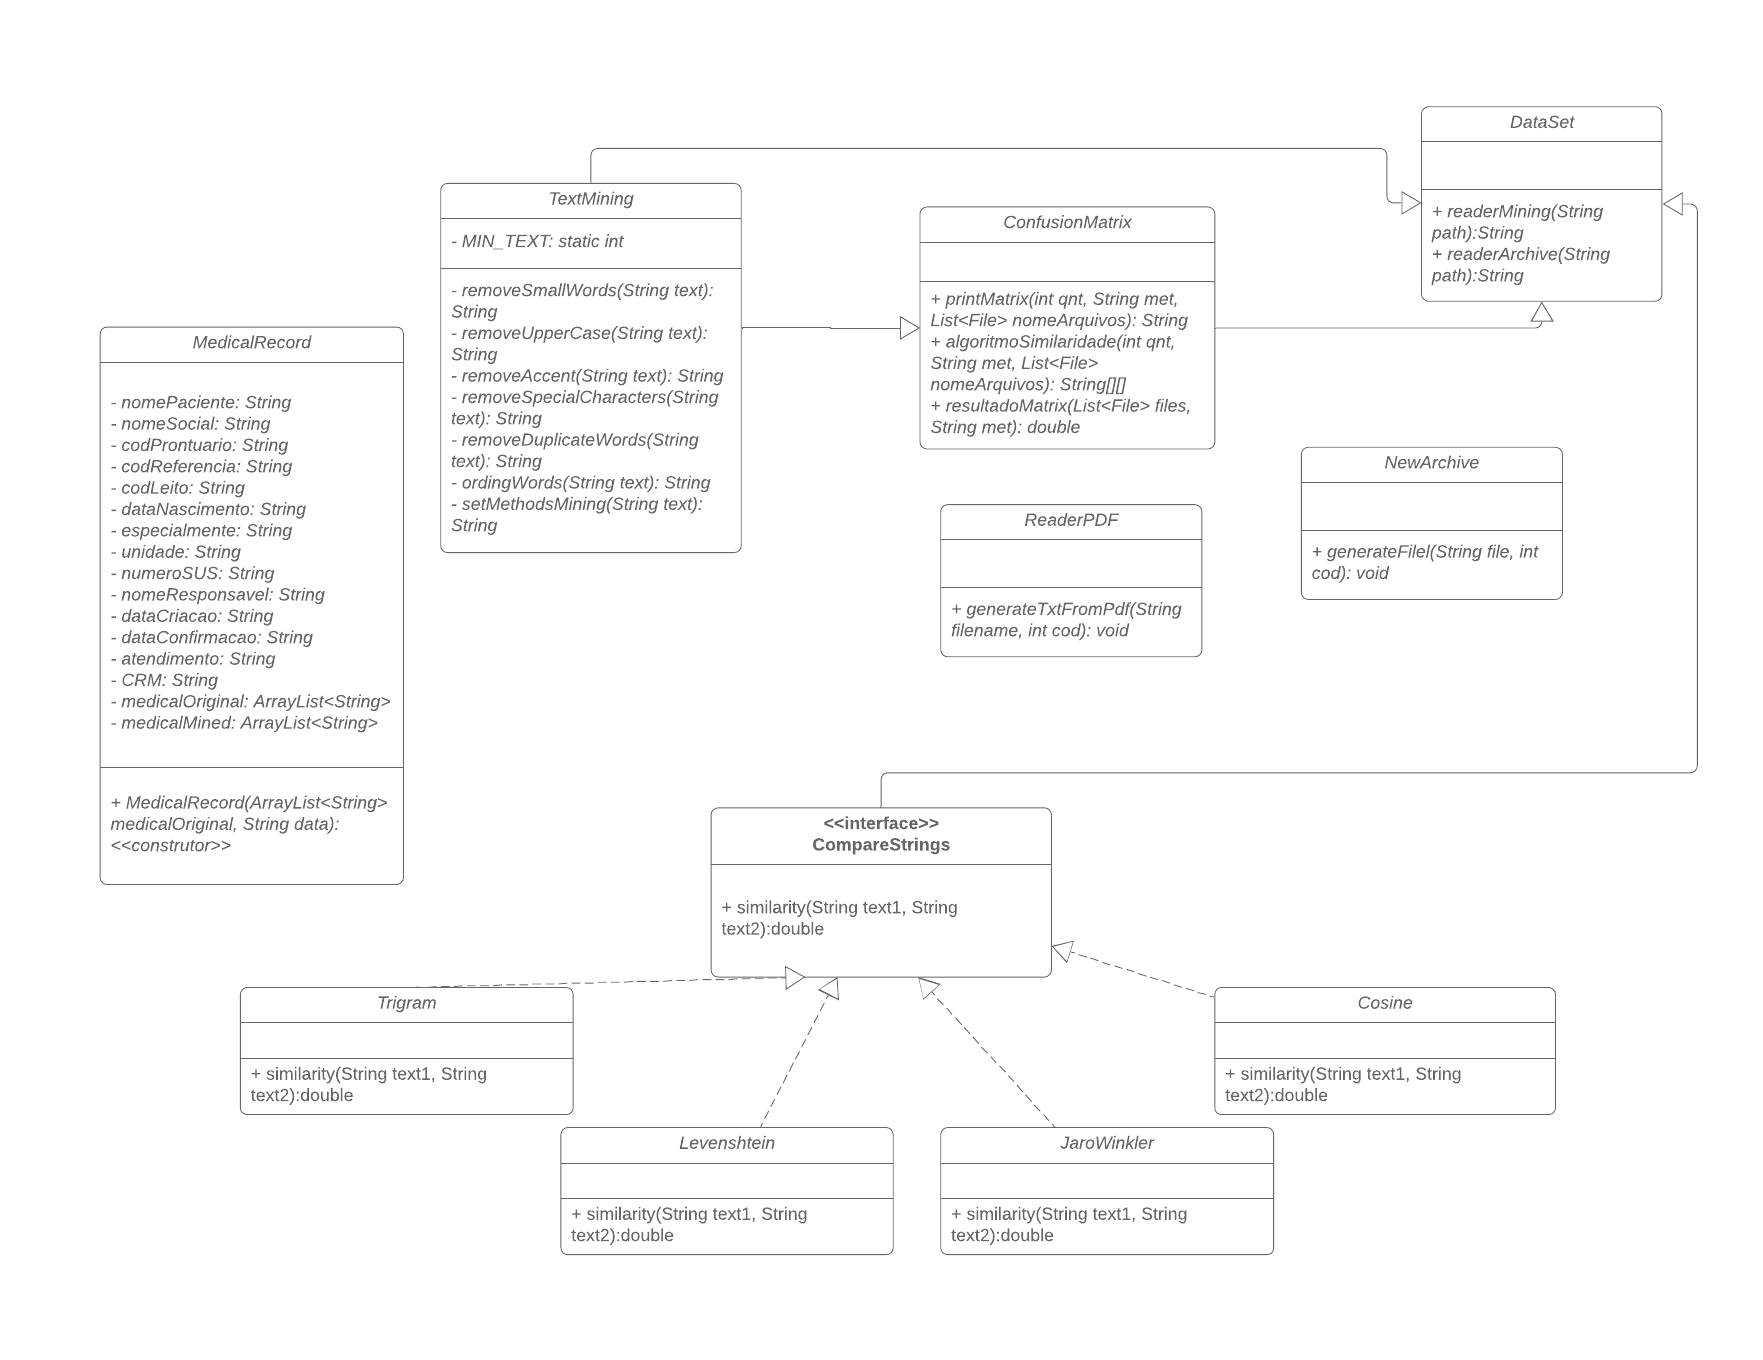 DataSet
+ readerMining(String
path):String
+ readerArchive(String
path):String
TextMining
- MIN_TEXT: static int
- removeSmallWords(String text):
String
- removeUpperCase(String text):
String
- removeAccent(String text): String
- removeSpecialCharacters(String
text): String
- removeDuplicateWords(String
text): String
- ordingWords(String text): String
- setMethodsMining(String text):
String
ConfusionMatrix
+ printMatrix(int qnt, String met,
List<File> nomeArquivos): String
+ algoritmoSimilaridade(int qnt,
String met, List<File>
nomeArquivos): String[][]
+ resultadoMatrix(List<File> files,
String met): double
MedicalRecord
- nomePaciente: String
- nomeSocial: String
- codProntuario: String
- codReferencia: String
- codLeito: String
- dataNascimento: String
- especialmente: String
- unidade: String
- numeroSUS: String
- nomeResponsavel: String
- dataCriacao: String
- dataConfirmacao: String
- atendimento: String
- CRM: String
- medicalOriginal: ArrayList<String>
- medicalMined: ArrayList<String>
+ MedicalRecord(ArrayList<String>
medicalOriginal, String data):
<<construtor>>
NewArchive
+ generateFilel(String file, int
cod): void
ReaderPDF
+ generateTxtFromPdf(String
filename, int cod): void
<<interface>>
CompareStrings
+ similarity(String text1, String
text2):double
Trigram
+ similarity(String text1, String
text2):double
Cosine
+ similarity(String text1, String
text2):double
Levenshtein
+ similarity(String text1, String
text2):double
JaroWinkler
+ similarity(String text1, String
text2):double